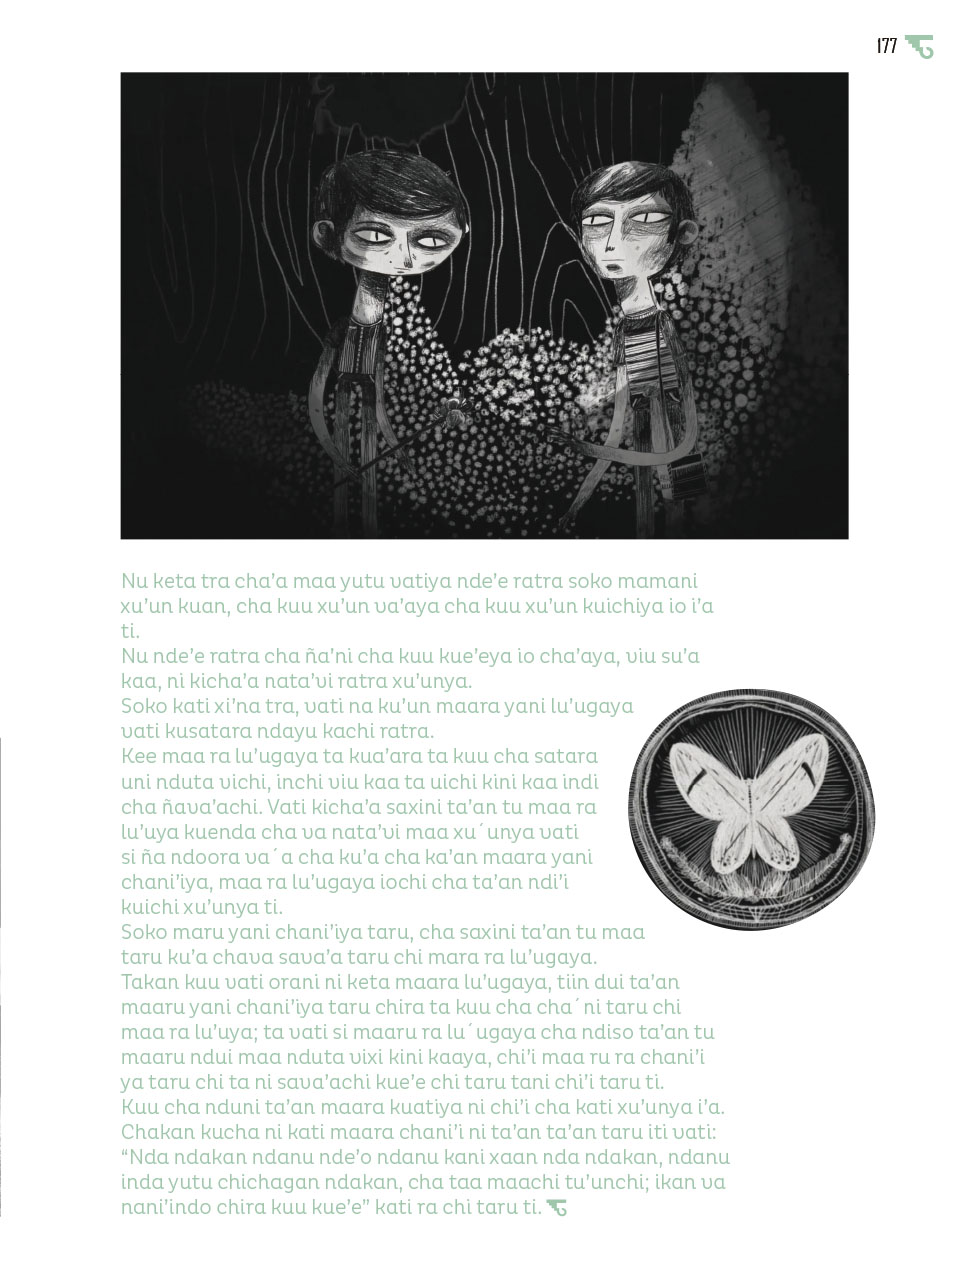 177
Nu keta tra cha’a maa yutu vatiya nde’e ratra soko mamani
xu’un kuan, cha kuu xu’un va’aya cha kuu xu’un kuichiya io i’a
ti.
Nu nde’e ratra cha ña’ni cha kuu kue’eya io cha’aya, viu su’a
kaa, ni kicha’a nata’vi ratra xu’unya.
Soko kati xi’na tra, vati na ku’un maara yani lu’ugaya
vati kusatara ndayu kachi ratra.
Kee maa ra lu’ugaya ta kua’ara ta kuu cha satara
uni nduta vichi, inchi viu kaa ta uichi kini kaa indi
cha ñava’achi. Vati kicha’a saxini ta’an tu maa ra
lu’uya kuenda cha va nata’vi maa xu´unya vati
si ña ndoora va´a cha ku’a cha ka’an maara yani
chani’iya, maa ra lu’ugaya iochi cha ta’an ndi’i
kuichi xu’unya ti.
Soko maru yani chani’iya taru, cha saxini ta’an tu maa
taru ku’a chava sava’a taru chi mara ra lu’ugaya.
Takan kuu vati orani ni keta maara lu’ugaya, tiin dui ta’an
maaru yani chani’iya taru chira ta kuu cha cha´ni taru chi
maa ra lu’uya; ta vati si maaru ra lu´ugaya cha ndiso ta’an tu
maaru ndui maa nduta vixi kini kaaya, chi’i maa ru ra chani’i
ya taru chi ta ni sava’achi kue’e chi taru tani chi’i taru ti.
Kuu cha nduni ta’an maara kuatiya ni chi’i cha kati xu’unya i’a.
Chakan kucha ni kati maara chani’i ni ta’an ta’an taru iti vati:
“Nda ndakan ndanu nde’o ndanu kani xaan nda ndakan, ndanu
inda yutu chichagan ndakan, cha taa maachi tu’unchi; ikan va
nani’indo chira kuu kue’e” kati ra chi taru ti.